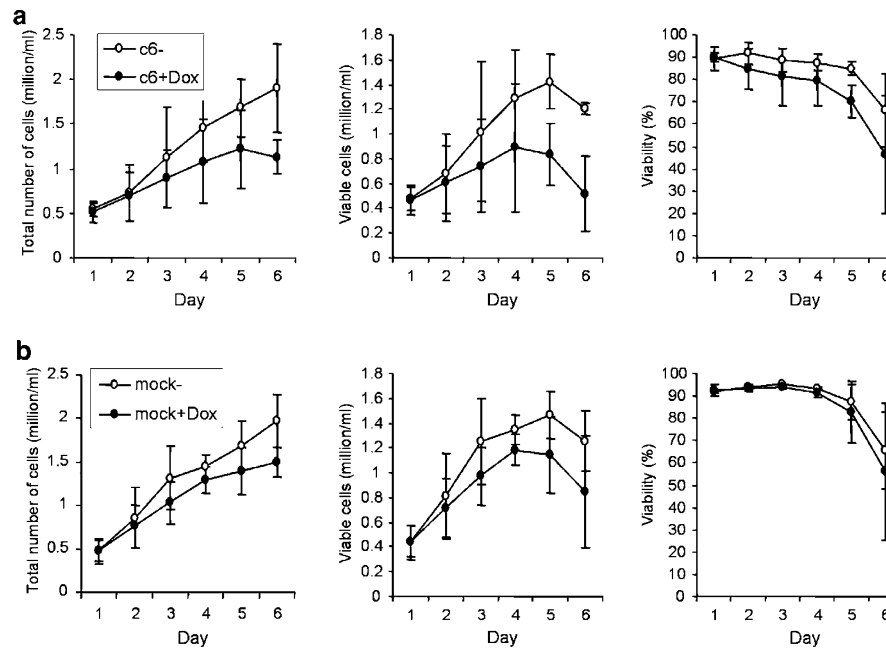 a
c6-
c6+Dox
Total number of cells (million/ml)
2.5
2
1.5
1
0.5
0
1 2 3 4 5 6
Day
Viable cells (million/ml)
1.8
1.6
1.4
1.2
1
0.8
0.6
0.4
0.2
0
1 2 3 4 5 6
Day
Viability (%)
100
90
80
70
60
50
40
30
20
10
0
1 2 3 4 5 6
Day
b
mock-
mock+Dox
Total number of cells (million/ml)
2.5
2
1.5
1
0.5
0
1 2 3 4 5 6
Day
Viable cells (million/ml)
1.8
1.6
1.4
1.2
1
0.8
0.6
0.4
0.2
0
1 2 3 4 5 6
Day
Viability (%)
100
90
80
70
60
50
40
30
20
10
0
1 2 3 4 5 6
Day